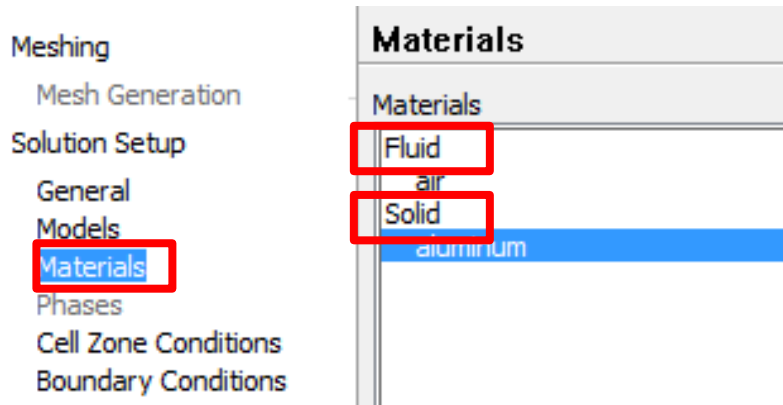 Meshing
Mesh Generation
Solution Setup
General
Models
Materials
Phases
Cell Zone Conditions
Boundary Conditions
Materials
Materials
Fluid
air
Solid
aluminum